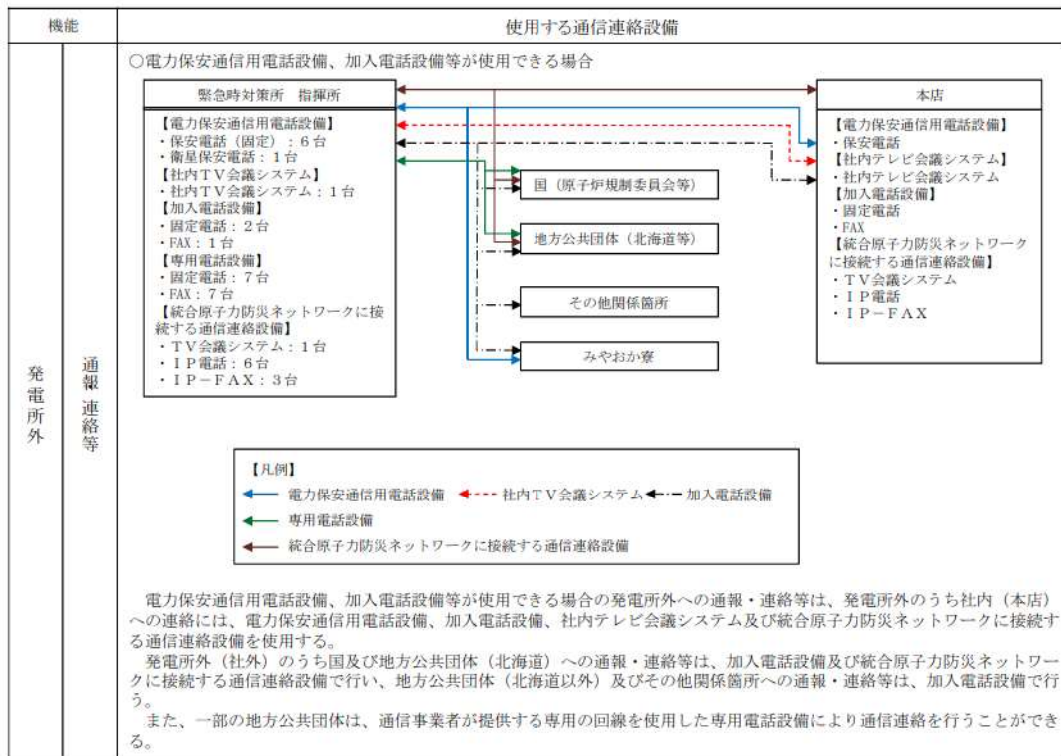 機能
使用する通信連絡設備
発電所外
通報連絡等
○電力保安通信用電話設備、加入電話設備等が使用できる場合
緊急時対策所 指揮所
【電力保安通信用電話設備】
・保安電話（固定）：6台
・衛星保安電話：1台
【社内ＴＶ会議システム】
・社内ＴＶ会議システム：1台
【加入電話設備】
・固定電話：2台
・FAX：1台
【専用電話設備】
・固定電話：7台
・FAX：7台
【統合原子力防災ネットワークに接
続する通信連絡設備】
・ＴＶ会議システム：1台
・ＩＰ電話：6台
・ＩＰ－ＦＡＸ：3台
国（原子炉規制委員会等）
地方公共団体（北海道等）
その他関係箇所
みやおか寮
本店
【電力保安通信用電話設備】
・保安電話
【社内テレビ会議システム】
・社内テレビ会議システム
【加入電話設備】
・固定電話
・FAX
【統合原子力防災ネットワーク
に接続する通信連絡設備】
・ＴＶ会議システム
・ＩＰ電話
・ＩＰ－ＦＡＸ
【凡例】
電力保安通信用電話設備 社内ＴＶ会議システム 加入電話設備
専用電話設備
統合原子力防災ネットワークに接続する通信連絡設備
電力保安通信用電話設備、加入電話設備等が使用できる場合の発電所外への通報・連絡等は、発電所外のうち社内（本店）
への連絡には、電力保安通信用電話設備、加入電話設備、社内テレビ会議システム及び統合原子力防災ネットワークに接続す
る通信連絡設備を使用する。
発電所外（社外）のうち国及び地方公共団体（北海道）への通報・連絡等は、加入電話設備及び統合原子力防災ネットワー
クに接続する通信連絡設備で行い、地方公共団体（北海道以外）及びその他関係箇所への通報・連絡等は、加入電話設備で行
う。
また、一部の地方公共団体は、通信事業者が提供する専用の回線を使用した専用電話設備により通信連絡を行うことができ
る。